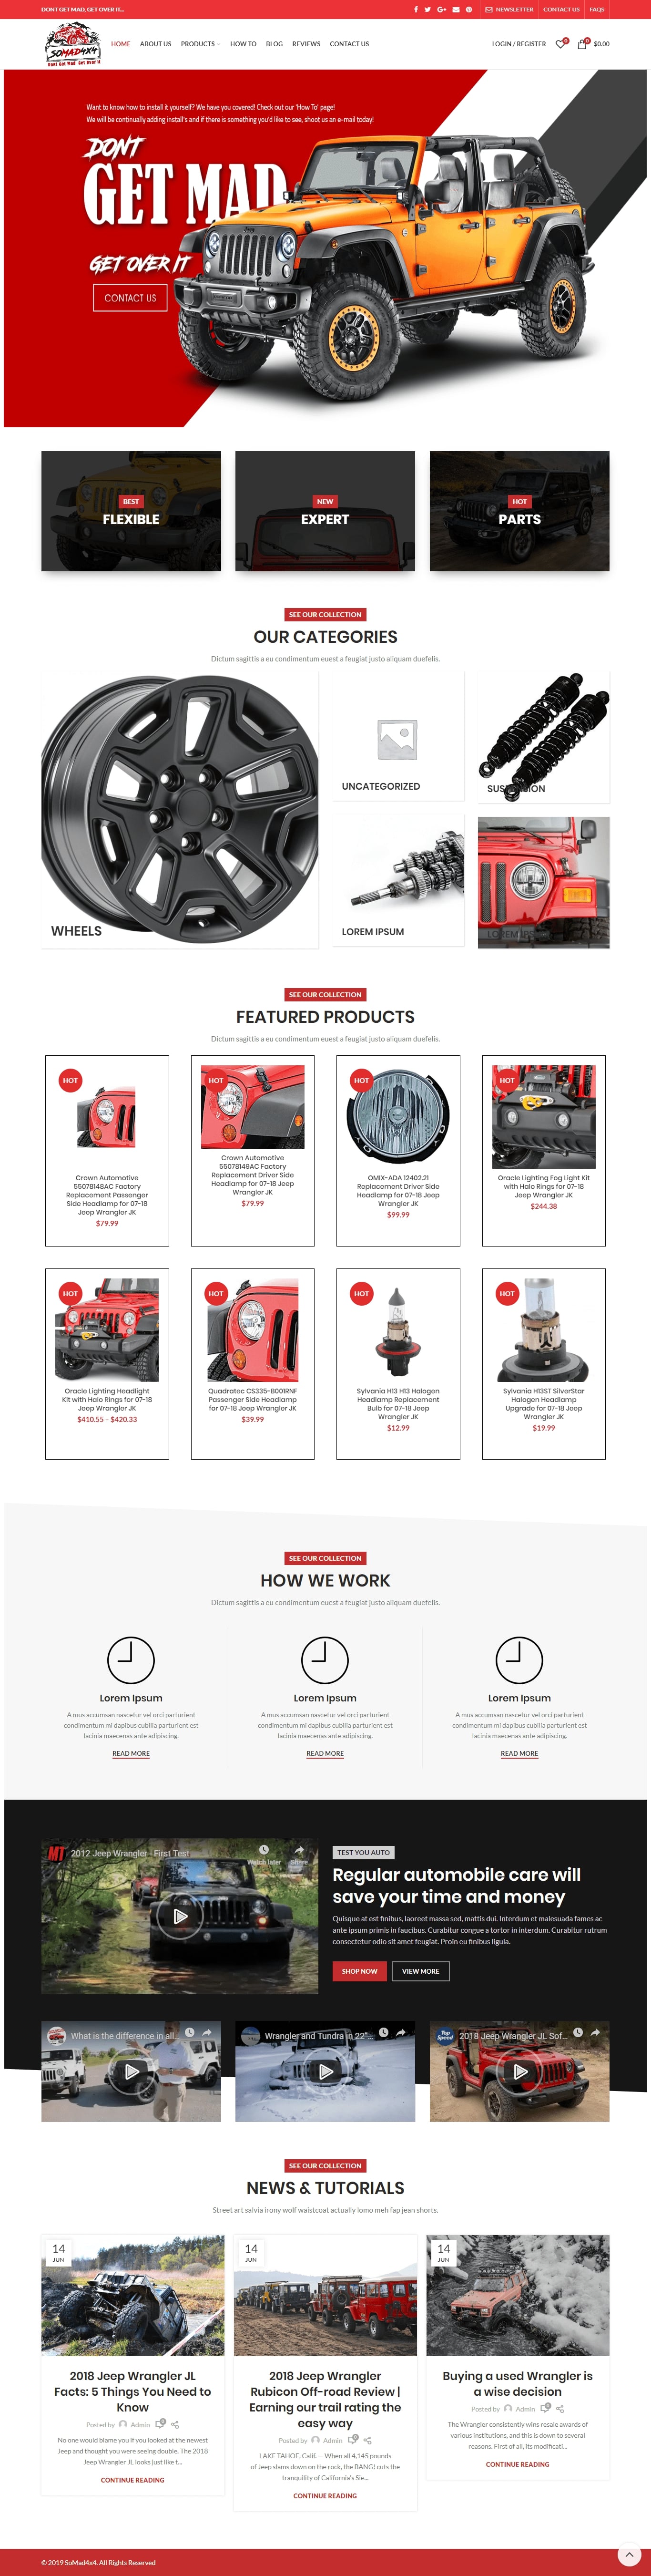 DONT GET MAD, GET OVER IT...
NEWSLETTER
CONTACT US
FAQS
SOMAD4X4
Dont Get Mad, Get Over It
HOME
ABOUT US
PRODUCTS
HOW TO
BLOG
REVIEWS
CONTACT US
LOGIN / REGISTER
0
0
$0.00
Want to know how to install it yourself? We have you covered! Check out our 'How To' page!
We will be continually adding installs and if there is something you'd like to see, shoot us an e-mail today!
DONT
GET MAD
GET OVER IT
CONTACT US
BEST
FLEXIBLE
NEW
EXPERT
HOT
PARTS
SEE OUR COLLECTION
OUR CATEGORIES
Dictum sagittis a eu condimentum euest a feugiat justo aliquam duefelis.
WHEELS
UNCATEGORIZED
SUSPENSION
LOREM IPSUM
LOREM IPSUM
SEE OUR COLLECTION
FEATURED PRODUCTS
Dictum sagittis a eu condimentum euest a feugiat justo aliquam duefelis.
HOT
Crown Automotive
55078148AC Factory
Replacement Passenger
Side Headlamp for 07-18
Jeep Wrangler JK
$79.99
HOT
Crown Automotive
55078149AC Factory
Replacement Driver Side
Headlamp for 07-18 Jeep
Wrangler JK
$79.99
HOT
OMIX-ADA 12402.21
Replacement Driver Side
Headlamp for 07-18 Jeep
Wrangler JK
$99.99
HOT
Oracle Lighting Fog Light Kit
with Halo Rings for 07-18
Jeep Wrangler JK
$244.38
HOT
Oracle Lighting Headlight
Kit with Halo Rings for 07-18
Jeep Wrangler JK
$410.55 – $420.33
HOT
Quadratec CS335-B001RNF
Passenger Side Headlamp
for 07-18 Jeep Wrangler JK
$39.99
HOT
Sylvania H13 H13 Halogen
Headlamp Replacement
Bulb for 07-18 Jeep
Wrangler JK
$12.99
HOT
Sylvania H13ST SilverStar
Halogen Headlamp
Upgrade for 07-18 Jeep
Wrangler JK
$19.99
SEE OUR COLLECTION
HOW WE WORK
Dictum sagittis a eu condimentum euest a feugiat justo aliquam duefelis.
Lorem Ipsum
A mus accumsan nascetur vel orci parturient
condimentum mi dapibus cubilia parturient est
lacinia maecenas ante adipiscing.
READ MORE
Lorem Ipsum
A mus accumsan nascetur vel orci parturient
condimentum mi dapibus cubilia parturient est
lacinia maecenas ante adipiscing.
READ MORE
Lorem Ipsum
A mus accumsan nascetur vel orci parturient
condimentum mi dapibus cubilia parturient est
lacinia maecenas ante adipiscing.
READ MORE
MT
2012 Jeep Wrangler - First Test
Watch later
Share
TEST YOU AUTO
Regular automobile care will
save your time and money
Quisque at est finibus, laoreet massa sed, mattis dui. Interdum et malesuada fames ac
ante ipsum primis in faucibus. Curabitur congue a tortor in interdum. Curabitur rutrum
consectetur odio sit amet feugiat. Proin eu finibus ligula.
SHOP NOW
VIEW MORE
What is the difference in all...
Wrangler and Tundra in 22"...
Top Speed
2018 Jeep Wrangler JL Sof...
SEE OUR COLLECTION
NEWS & TUTORIALS
Street art salvia irony wolf waistcoat actually lomo meh fap jean shorts.
14
JUN
2018 Jeep Wrangler JL
Facts: 5 Things You Need to
Know
Posted by Admin 0
No one would blame you if you looked at the newest
Jeep and thought you were seeing double. The 2018
Jeep Wrangler JL looks just like t...
CONTINUE READING
14
JUN
2018 Jeep Wrangler
Rubicon Off-road Review |
Earning our trail rating the
easy way
Posted by Admin 0
LAKE TAHOE, Calif. — When all 4,145 pounds
of Jeep slams down on the rock, the BANG! cuts the
tranquility of California's Sie...
CONTINUE READING
14
JUN
Buying a used Wrangler is
a wise decision
Posted by Admin 0
The Wrangler consistently wins resale awards of
various institutions, and this is down to several
reasons. First of all, its modificati...
CONTINUE READING
© 2019 SoMad4x4. All Rights Reserved